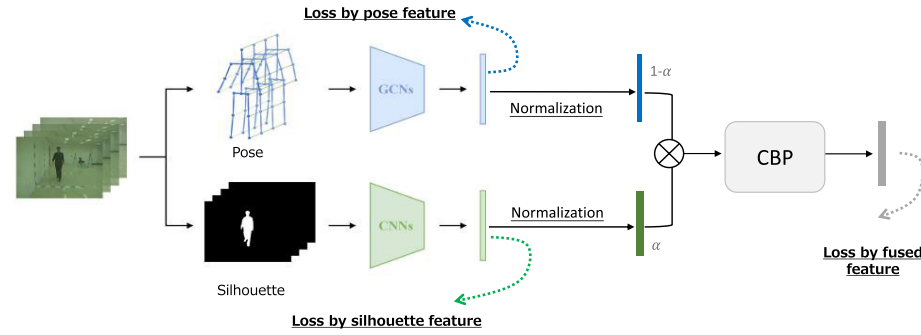 Loss by pose feature
GCNs
1-α
Normalization
Pose
CBP
Normalization
CNNs
α
Loss by fused
feature
Silhouette
Loss by silhouette feature